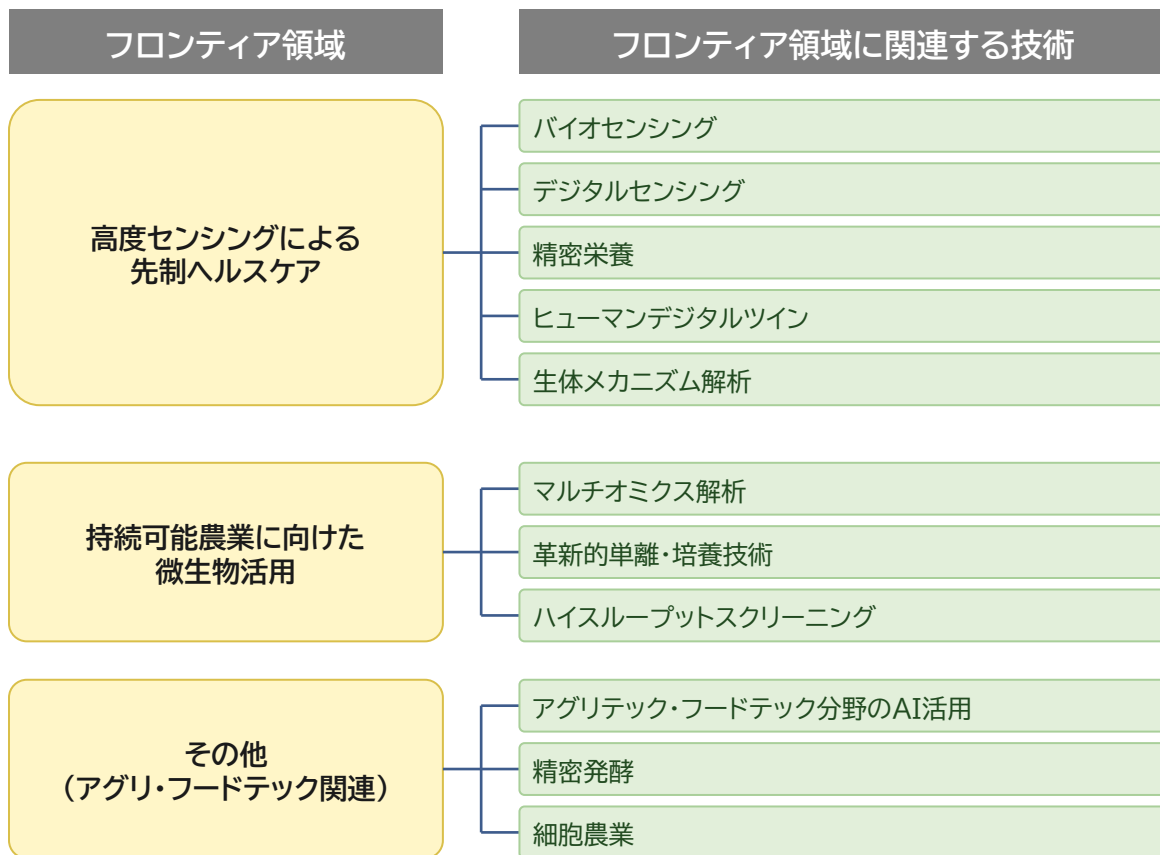 フロンティア領域
フロンティア領域に関連する技術
高度センシングによる
先制ヘルスケア
バイオセンシング
デジタルセンシング
精密栄養
ヒューマンデジタルツイン
生体メカニズム解析
持続可能農業に向けた
微生物活用
マルチオミクス解析
革新的単離・培養技術
ハイスループットスクリーニング
その他
（アグリ・フードテック関連）
アグリテック・フードテック分野のAI活用
精密発酵
細胞農業